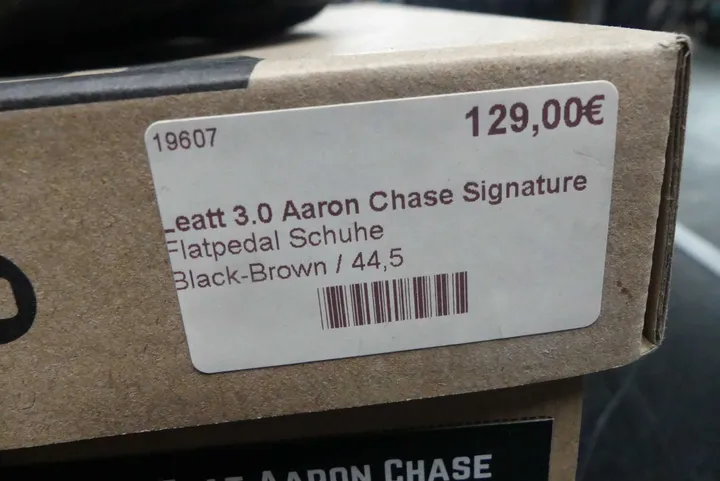 19607
129,00€
Leatt 3.0 Aaron Chase Signature
Flatpedal Schuhe
Black-Brown / 44,5
AARON CHASE